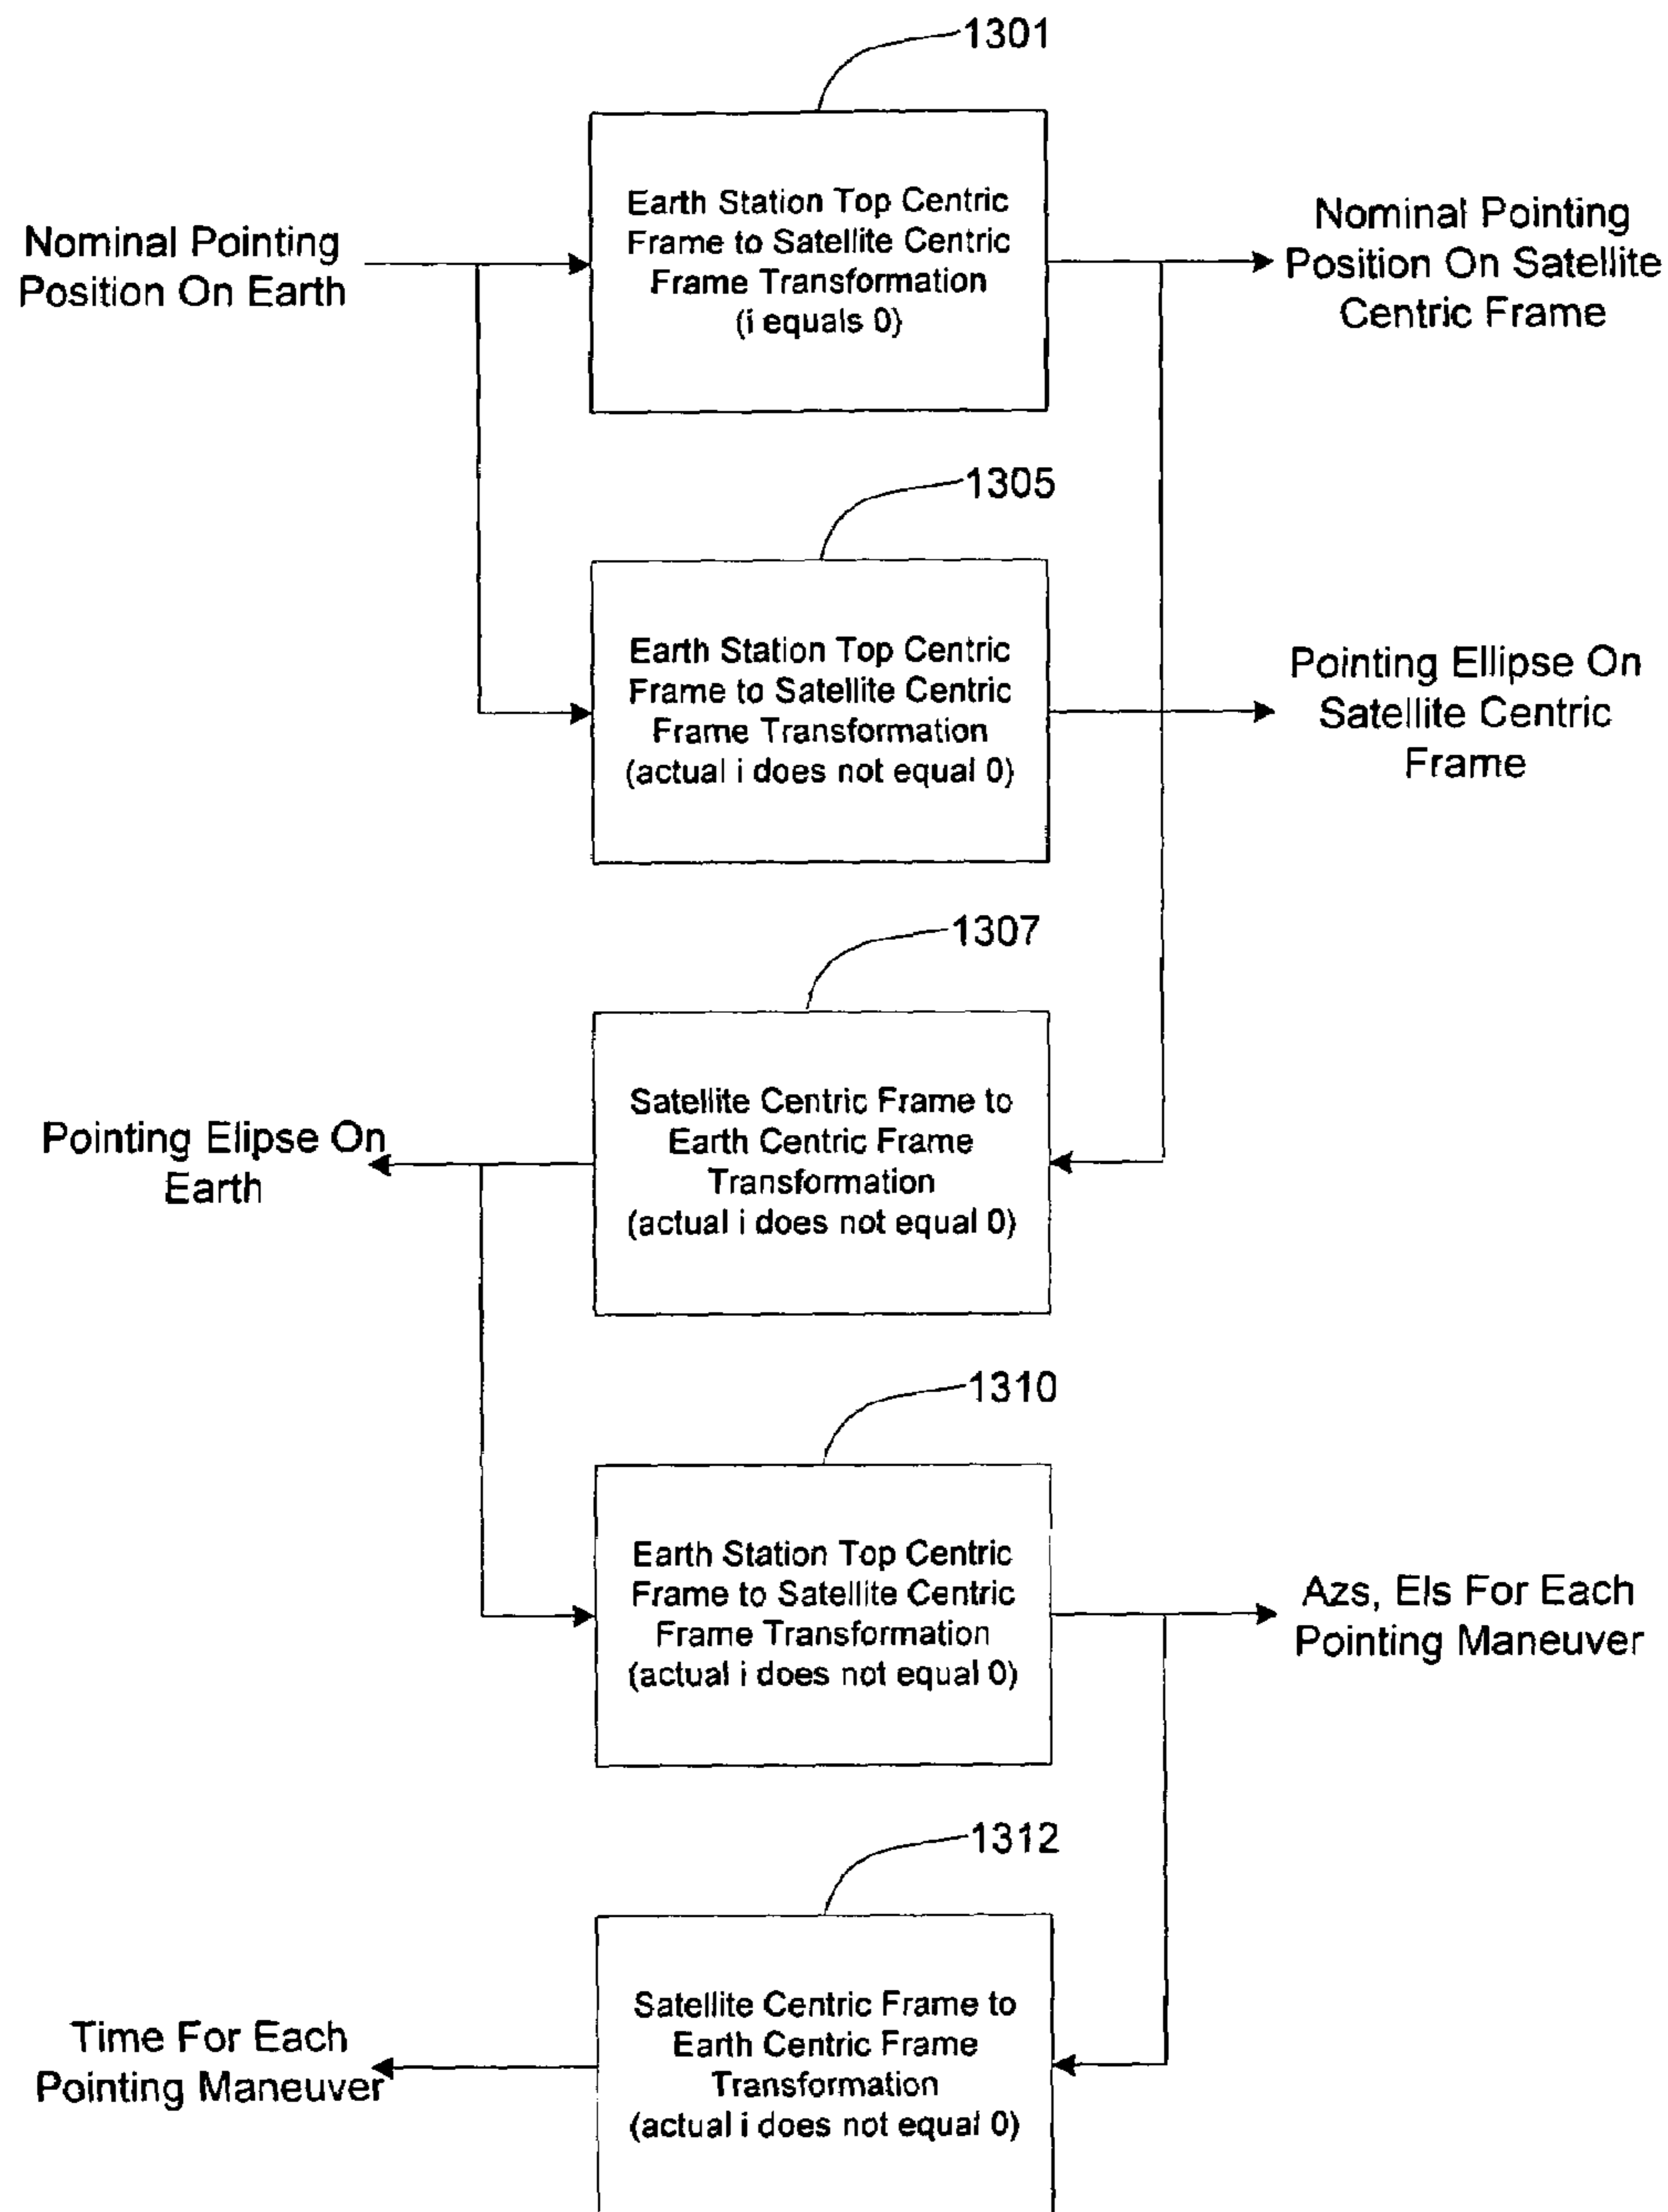 1301
Nominal Pointing
Position On Earth
Earth Station Top Centric
Frame to Satellite Centric
Frame Transformation
(i equals 0)
Nominal Pointing
Position On Satellite
Centric Frame
1305
Earth Station Top Centric
Frame to Satellite Centric
Frame Transformation
(actual i does not equal 0)
Pointing Ellipse On
Satellite Centric
Frame
1307
Pointing Elipse On
Earth
Satellite Centric Frame to
Earth Centric Frame
Transformation
(actual i does not equal 0)
1310
Earth Station Top Centric
Frame to Satellite Centric
Frame Transformation
(actual i does not equal 0)
Azs, Els For Each
Pointing Maneuver
1312
Time For Each
Pointing Maneuver
Satellite Centric Frame to
Earth Centric Frame
Transformation
(actual i does not equal 0)